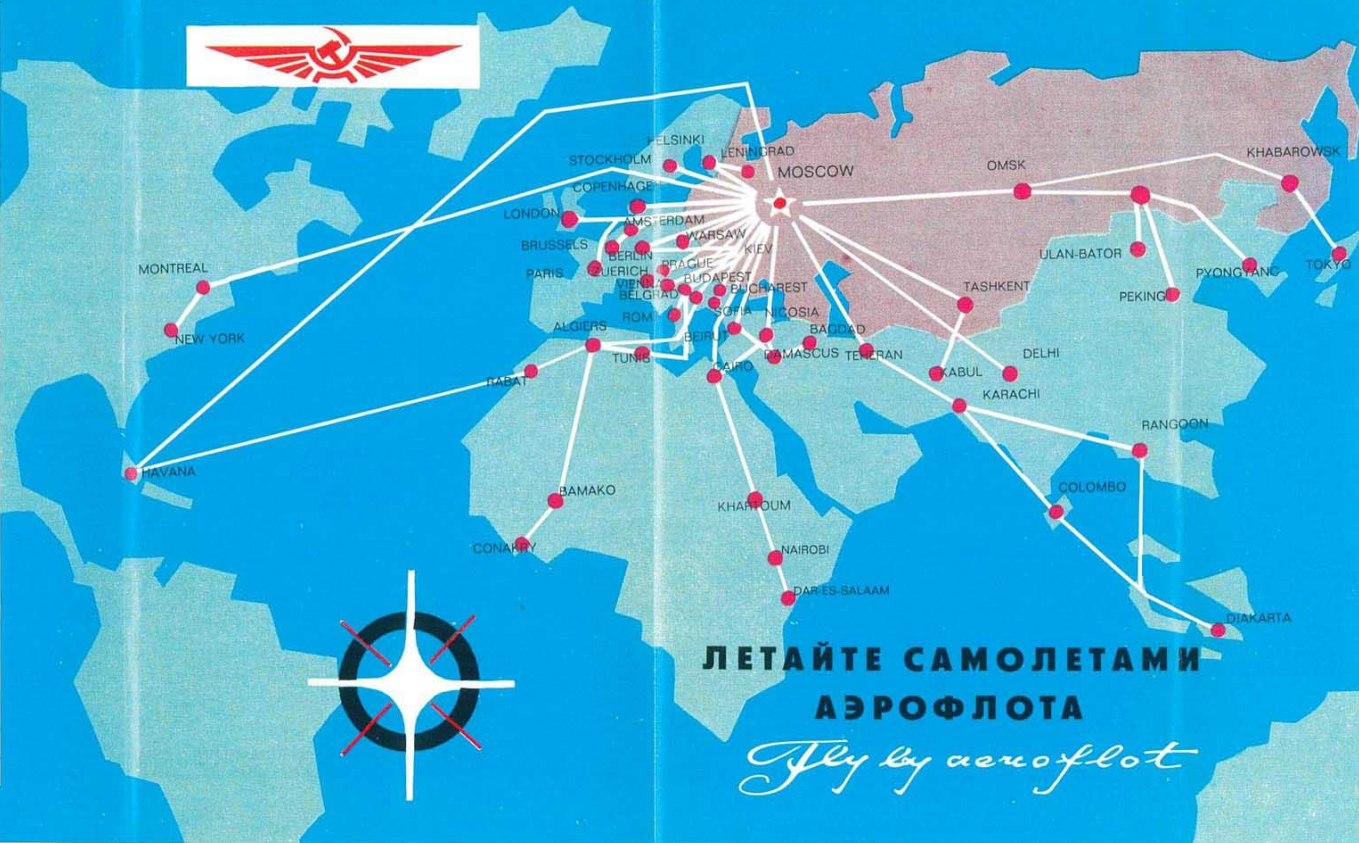 HELSINKI
LENINGRAD
STOCKHOLM
MOSCOW
OMSK
KHABAROWSK
COPENHAGE
LONDON
AMSTERDAM
WARSAW
BRUSSELS
BERLIN
KIEV
ULAN-BATOR
TOKYO
PRAGUE
PARIS
ZUERICH
PYONGYANG
MONTREAL
BUDAPEST
VIENNA
BUCHAREST
TASHKENT
PEKING
BELGRAD
SOFIA
NICOSIA
ROM
ALGIERS
BAGDAD
NEW YORK
BEIRUT
TUNIS
DAMASCUS
TEHERAN
DELHI
CAIRO
KABUL
RABAT
KARACHI
RANGOON
HAVANA
BAMAKO
COLOMBO
KHARTOUM
CONAKRY
NAIROBI
DAR-ES-SALAAM
DIAKARTA
ЛЕТАЙТЕ САМОЛЕТАМИ
АЭРОФЛОТА
Fly by aeroflot